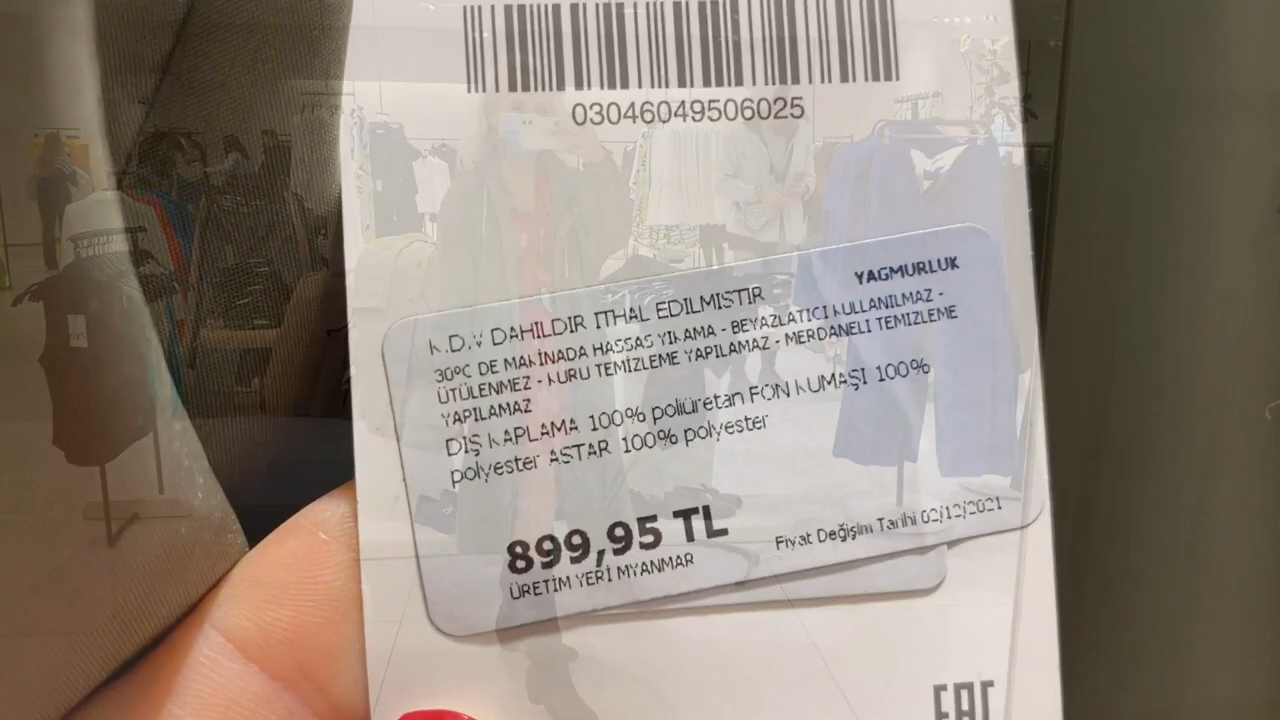 03046049506025
YAGMURLUK
K.D.V DAHILDIR ITHAL EDILMISTIR
30ºC DE MAKİNADA HASSAS YIKAMA - BEYAZLATICI KULLANILMAZ -
ÜTÜLENMEZ - KURU TEMİZLEME YAPILAMAZ - MERDANELİ TEMİZLEME
YAPILAMAZ
DIŞ KAPLAMA 100% poliüretan FON KUMAŞI 100%
polyester ASTAR 100% polyester
899,95 TL
Fiyat Değişim Tarihi 02/12/2021
ÜRETİM YERİ MYANMAR
EAC